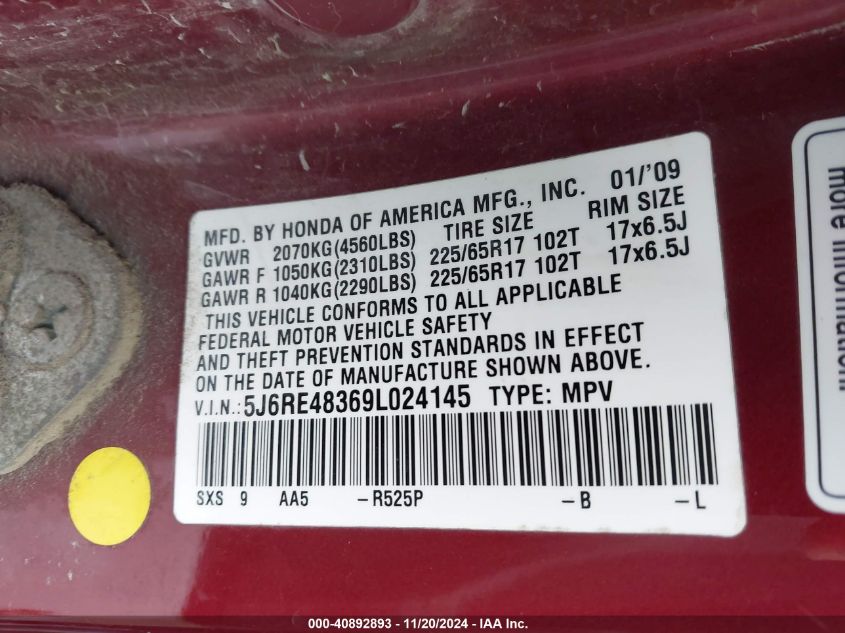 MFD. BY HONDA OF AMERICA MFG., INC. 01/'09
GVWR 2070KG(4560LBS) TIRE SIZE RIM SIZE
GAWR F 1050KG(2310LBS) 225/65R17 102T 17x6.5J
GAWR R 1040KG(2290LBS) 225/65R17 102T 17x6.5J
THIS VEHICLE CONFORMS TO ALL APPLICABLE
FEDERAL MOTOR VEHICLE SAFETY
AND THEFT PREVENTION STANDARDS IN EFFECT
ON THE DATE OF MANUFACTURE SHOWN ABOVE.
V.I.N.: 5J6RE48369L024145 TYPE: MPV
SXS 9 AA5 -R525P -B -L
more information
000-40892893 - 11/20/2024 - IAA Inc.